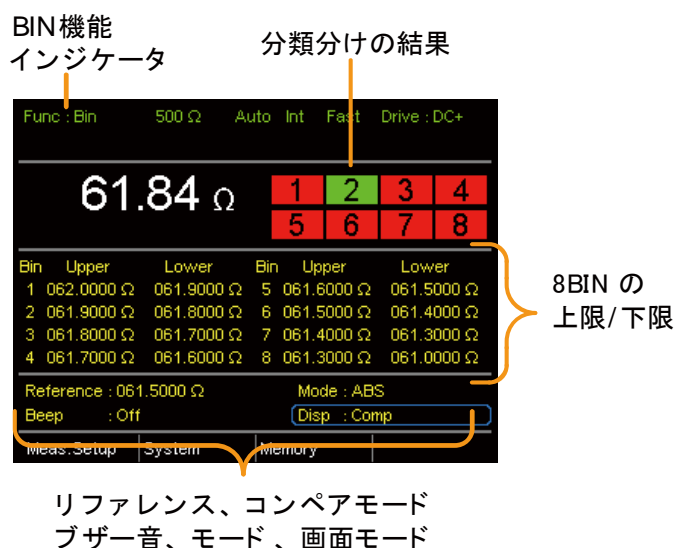 BIN機能
インジケータ
分類分けの結果
Func : Bin 500 Ω Auto Int Fast Drive : DC+
61.84 Ω
1 2 3 4
5 6 7 8
Bin Upper Lower Bin Upper Lower
1 062.0000 Ω 061.9000 Ω 5 061.6000 Ω 061.5000 Ω
2 061.9000 Ω 061.8000 Ω 6 061.5000 Ω 061.4000 Ω
3 061.8000 Ω 061.7000 Ω 7 061.4000 Ω 061.3000 Ω
4 061.7000 Ω 061.6000 Ω 8 061.3000 Ω 061.0000 Ω
8BIN の
上限/下限
Reference : 061.5000 Ω Mode : ABS
Beep : Off Disp : Comp
Meas.Setup System Memory
リファレンス、コンペアモード
ブザー音、モード、画面モード